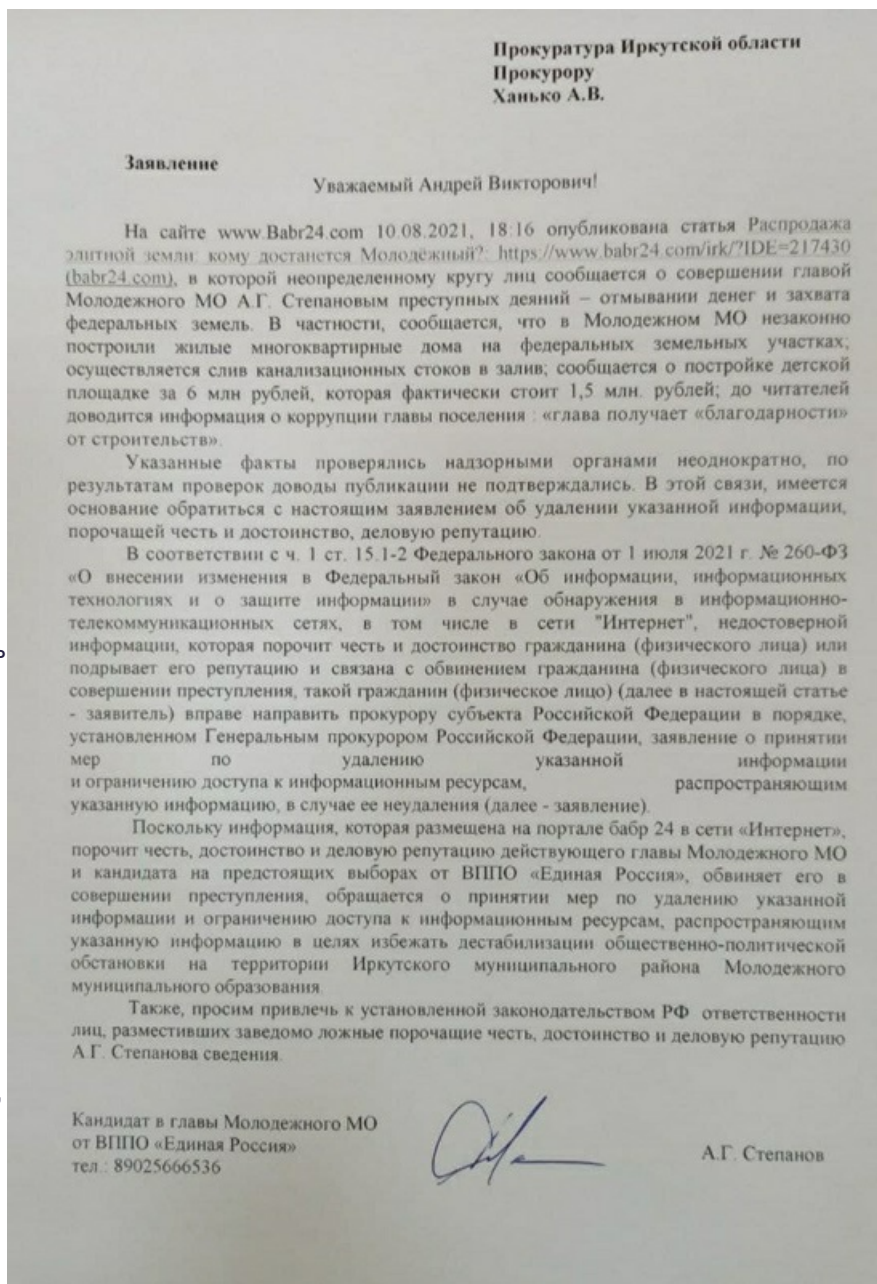 Прокуратура Иркутской области
Прокурору
Ханько А.В.
Заявление
Уважаемый Андрей Викторович!
На сайте www.Babr24.com 10.08.2021, 18:16 опубликована статья Распродажа
элитной земли: кому достанется Молодёжный?: https://www.babr24.com/irk/?IDE=217430
(babr24.com), в которой неопределенному кругу лиц сообщается о совершении главой
Молодежного МО А.Г. Степановым преступных деяний – отмывании денег и захвата
федеральных земель. В частности, сообщается, что в Молодежном МО незаконно
построили жилые многоквартирные дома на федеральных земельных участках;
осуществляется слив канализационных стоков в залив; сообщается о постройке детской
площадке за 6 млн рублей, которая фактически стоит 1,5 млн. рублей; до читателей
доводится информация о коррупции главы поселения : «глава получает «благодарности»
от строительств».
Указанные факты проверялись надзорными органами неоднократно, по
результатам проверок доводы публикации не подтверждались. В этой связи, имеется
основание обратиться с настоящим заявлением об удалении указанной информации,
порочащей честь и достоинство, деловую репутацию.
В соответствии с ч. 1 ст. 15.1-2 Федерального закона от 1 июля 2021 г. № 260-ФЗ
«О внесении изменения в Федеральный закон «Об информации, информационных
технологиях и о защите информации» в случае обнаружения в информационно-
телекоммуникационных сетях, в том числе в сети "Интернет", недостоверной
информации, которая порочит честь и достоинство гражданина (физического лица) или
подрывает его репутацию и связана с обвинением гражданина (физического лица) в
совершении преступления, такой гражданин (физическое лицо) (далее в настоящей статье
- заявитель) вправе направить прокурору субъекта Российской Федерации в порядке,
установленном Генеральным прокурором Российской Федерации, заявление о принятии
мер по удалению указанной информации
и ограничению доступа к информационным ресурсам, распространяющим
указанную информацию, в случае ее неудаления (далее - заявление).
Поскольку информация, которая размещена на портале бабр 24 в сети «Интернет»,
порочит честь, достоинство и деловую репутацию действующего главы Молодежного МО
и кандидата на предстоящих выборах от ВППО «Единая Россия», обвиняет его в
совершении преступления, обращается о принятии мер по удалению указанной
информации и ограничению доступа к информационным ресурсам, распространяющим
указанную информацию в целях избежать дестабилизации общественно-политической
обстановки на территории Иркутского муниципального района Молодежного
муниципального образования.
Также, просим привлечь к установленной законодательством РФ ответственности
лиц, разместивших заведомо ложные порочащие честь, достоинство и деловую репутацию
А.Г. Степанова сведения.
Кандидат в главы Молодежного МО
от ВППО «Единая Россия»
тел.: 89025666536
А.Г. Степанов